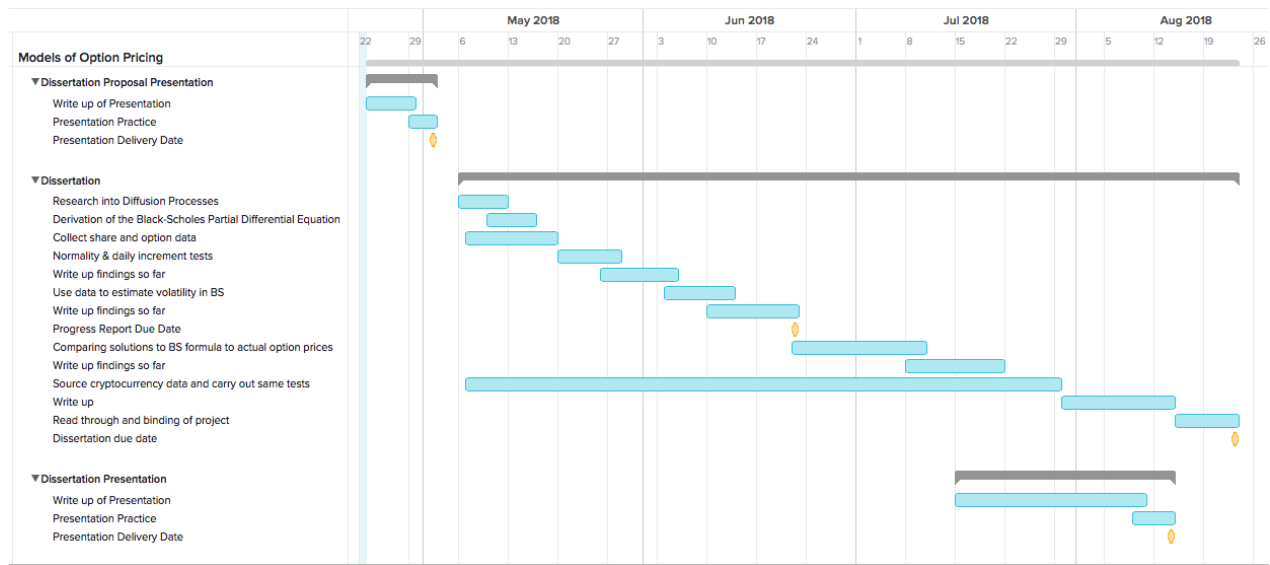 May 2018 Jun 2018 Jul 2018 Aug 2018
22 29 6 13 20 27 3 10 17 24 1 8 15 22 29 5 12 19 26
Models of Option Pricing
Dissertation Proposal Presentation
Write up of Presentation
Presentation Practice
Presentation Delivery Date
Dissertation
Research into Diffusion Processes
Derivation of the Black-Scholes Partial Differential Equation
Collect share and option data
Normality & daily increment tests
Write up findings so far
Use data to estimate volatility in BS
Write up findings so far
Progress Report Due Date
Comparing solutions to BS formula to actual option prices
Write up findings so far
Source cryptocurrency data and carry out same tests
Write up
Read through and binding of project
Dissertation due date
Dissertation Presentation
Write up of Presentation
Presentation Practice
Presentation Delivery Date